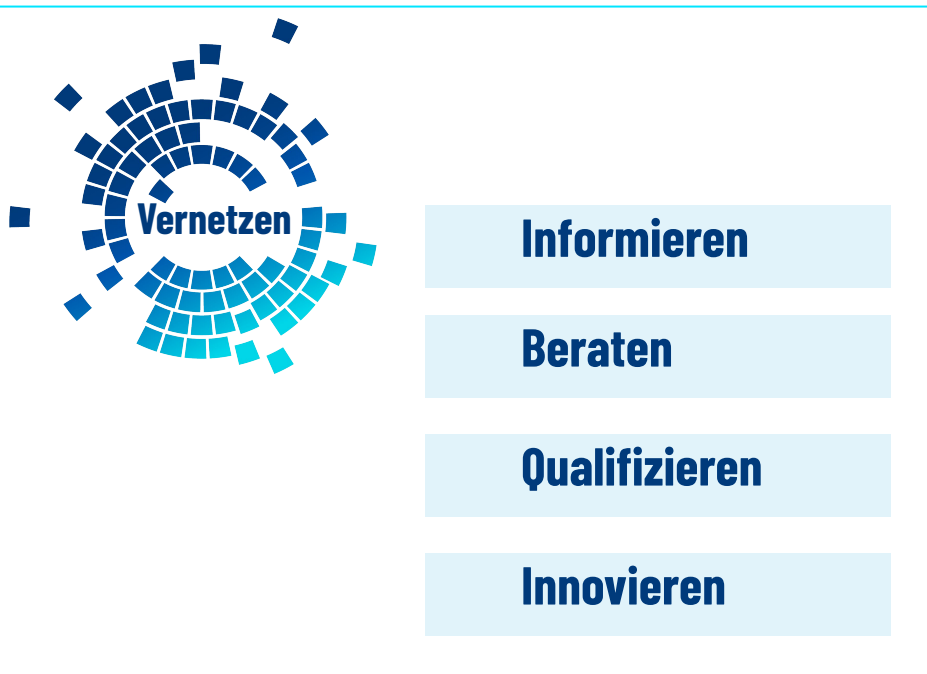 Vernetzen
Informieren
Beraten
Qualifizieren
Innovieren